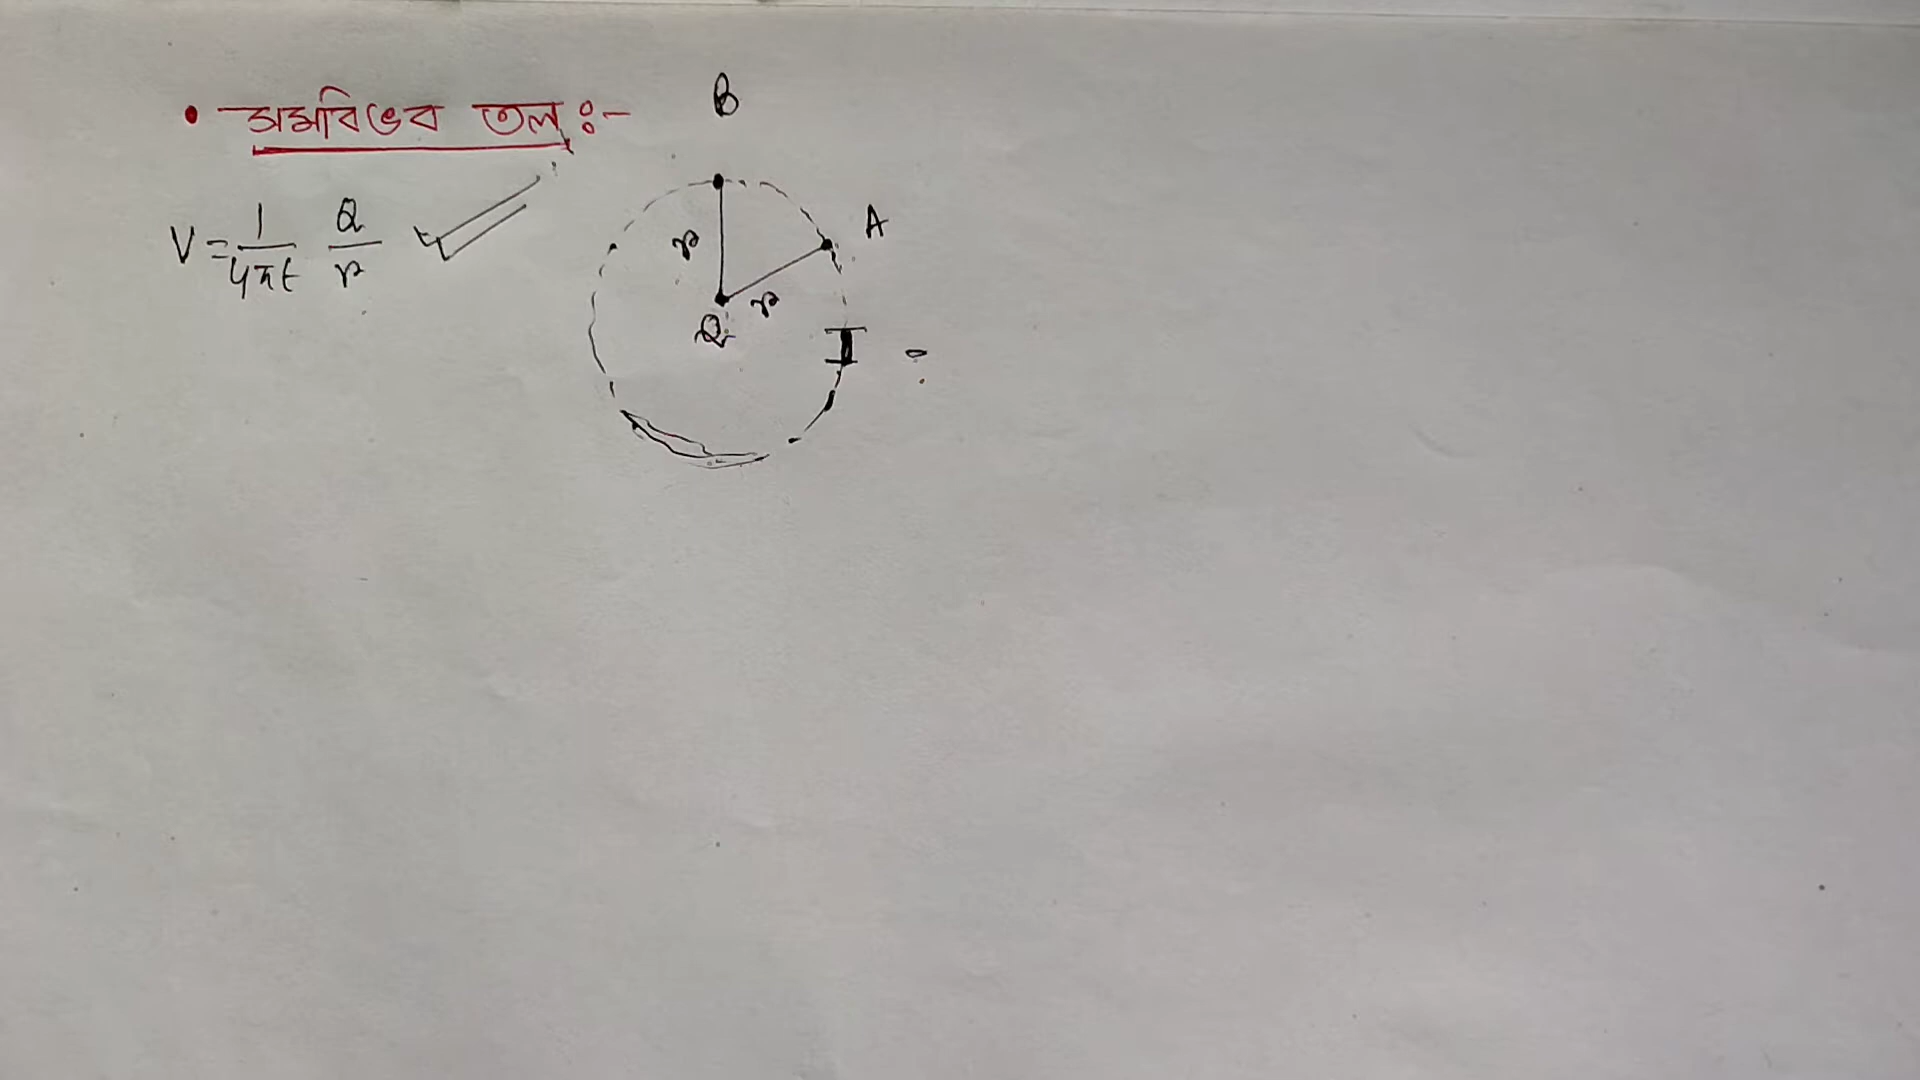 • সমবিভব তল :-
B
V = 1/4πε Q/r
A
r
r
Q